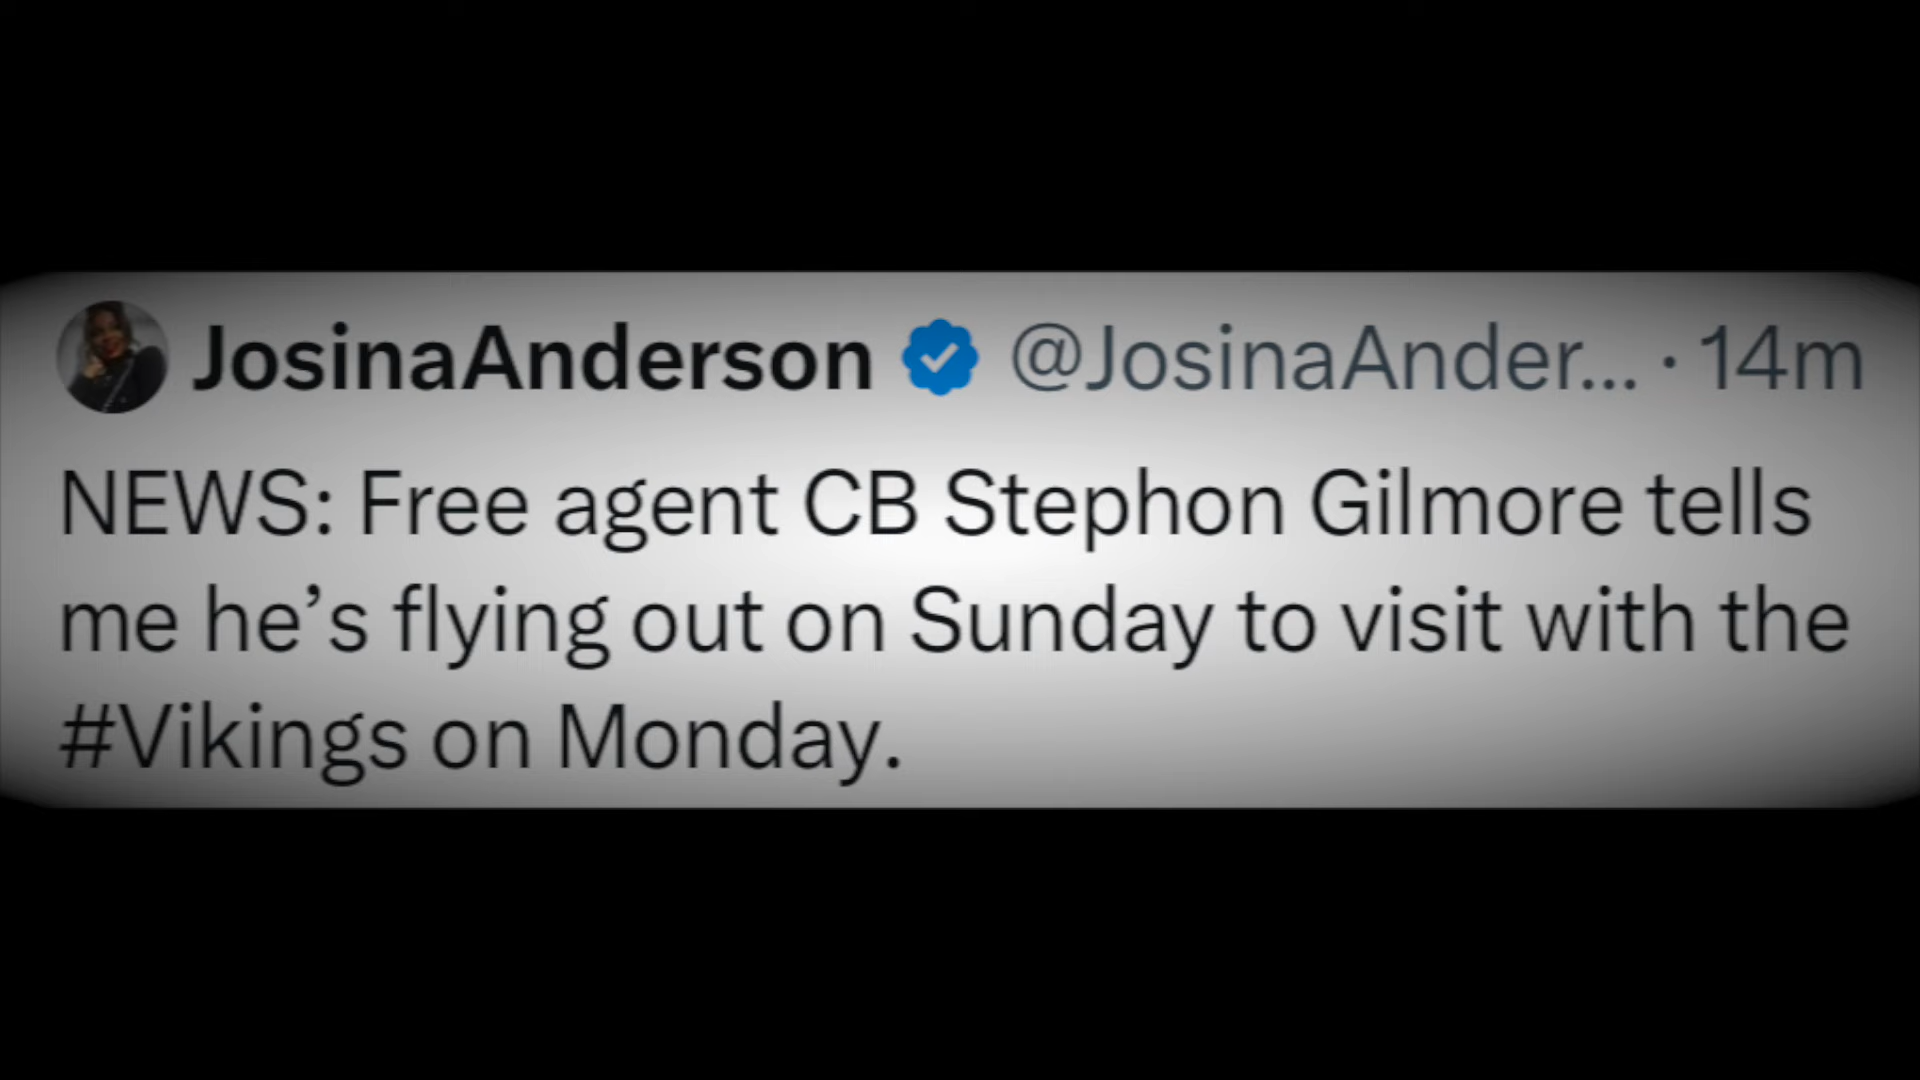 JosinaAnderson @JosinaAnder... · 14m
NEWS: Free agent CB Stephon Gilmore tells
me he’s flying out on Sunday to visit with the
#Vikings on Monday.